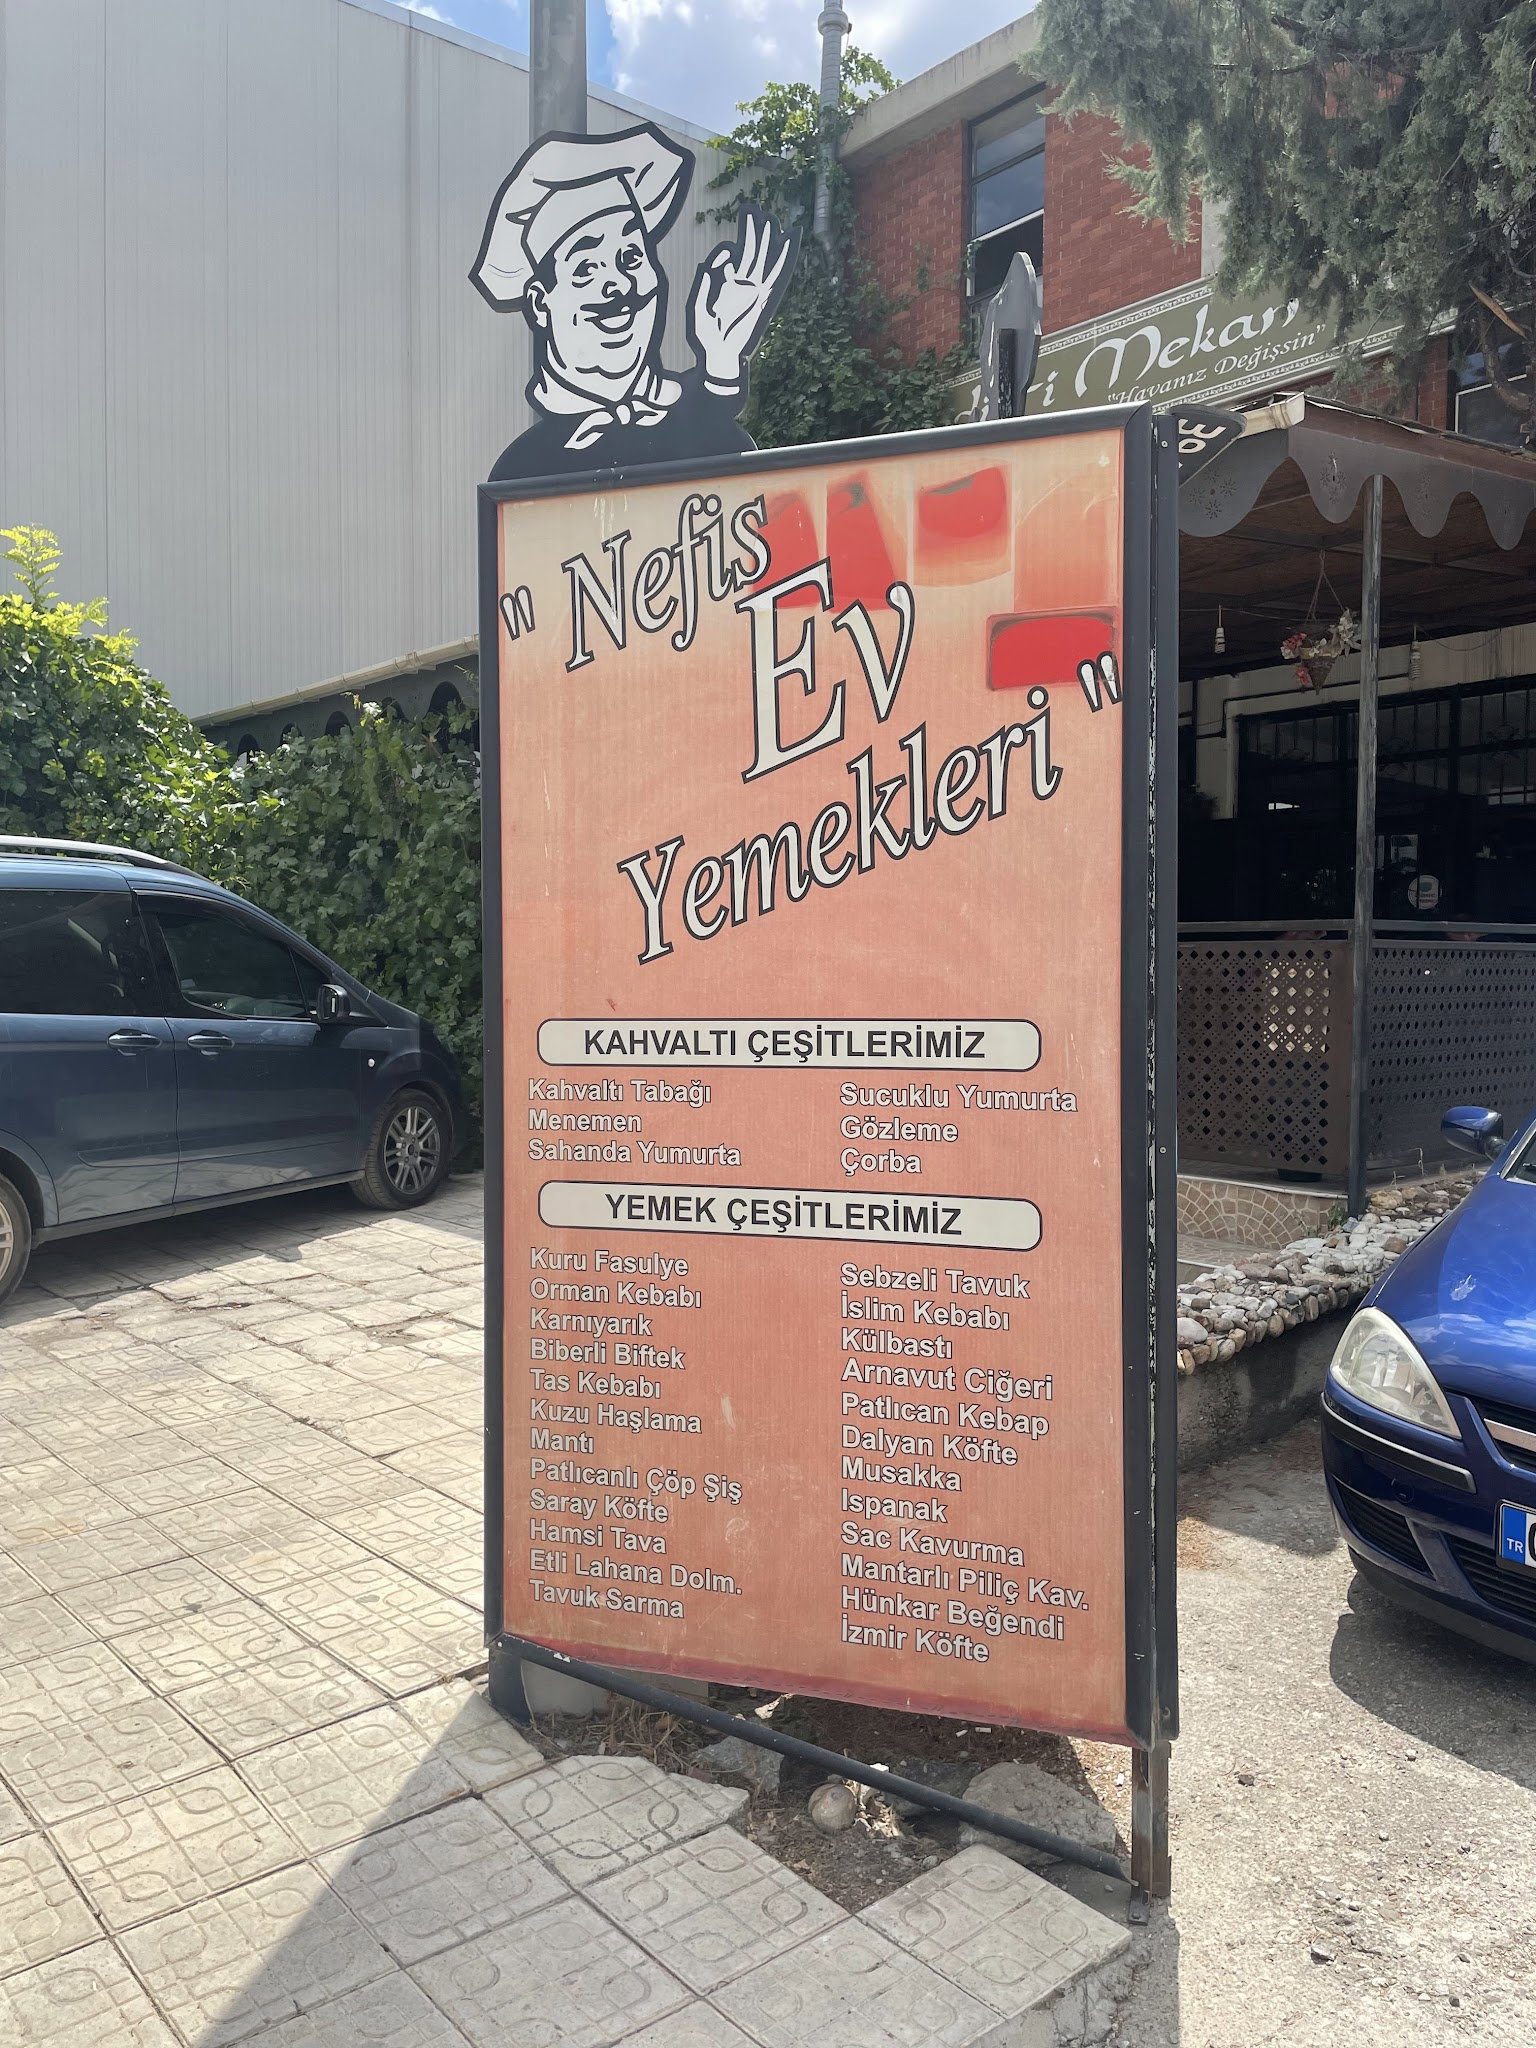 Mekan
"Havanız Değişsin"
"Nefis
Ev
Yemekleri"
KAHVALTI ÇEŞİTLERİMİZ
Kahvaltı Tabağı
Menemen
Sahanda Yumurta
Sucuklu Yumurta
Gözleme
Çorba
YEMEK ÇEŞİTLERİMİZ
Kuru Fasulye
Orman Kebabı
Karnıyarık
Biberli Biftek
Tas Kebabı
Kuzu Haşlama
Mantı
Patlıcanlı Çöp Şiş
Saray Köfte
Hamsi Tava
Etli Lahana Dolm.
Tavuk Sarma
Sebzeli Tavuk
İslim Kebabı
Külbastı
Arnavut Ciğeri
Patlıcan Kebap
Dalyan Köfte
Musakka
Ispanak
Sac Kavurma
Mantarlı Piliç Kav.
Hünkar Beğendi
İzmir Köfte
TR